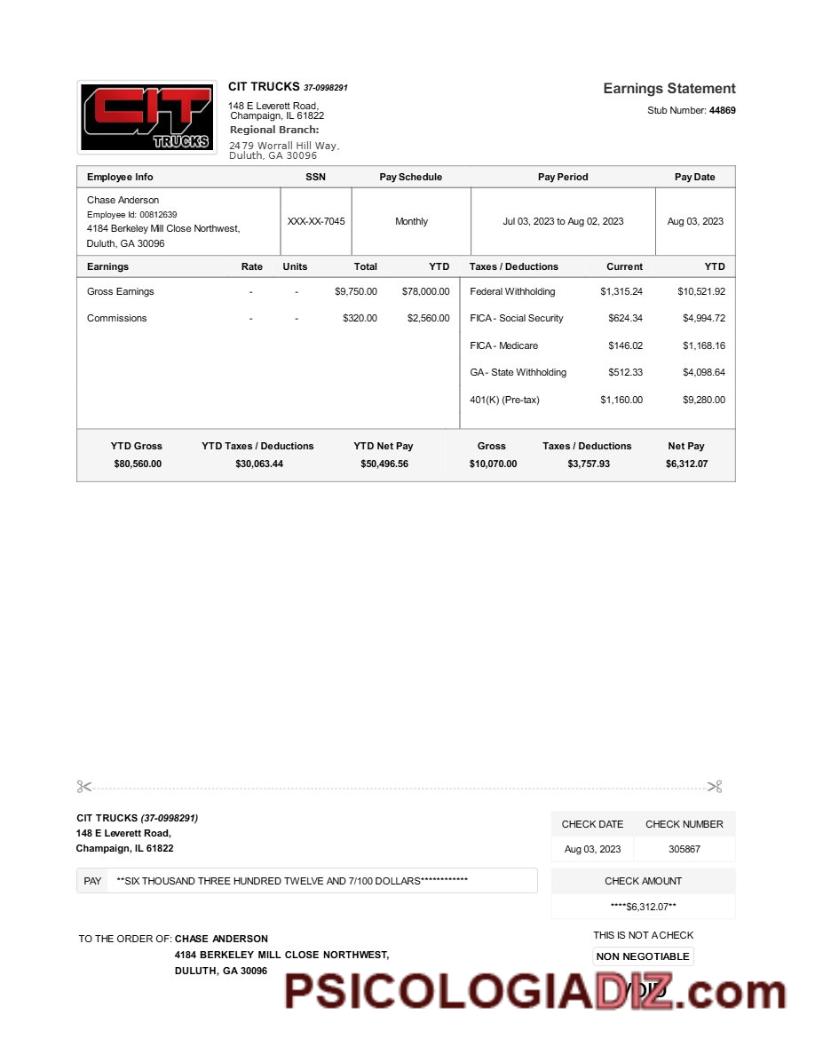 CIT TRUCKS
CIT TRUCKS 37-0998291
148 E Leverett Road,
Champaign, IL 61822
Regional Branch:
2479 Worrall Hill Way,
Duluth, GA 30096
Earnings Statement
Stub Number: 44869
Employee Info SSN Pay Schedule Pay Period Pay Date
Chase Anderson
Employee Id: 00812639
4184 Berkeley Mill Close Northwest,
Duluth, GA 30096
XXX-XX-7045 Monthly Jul 03, 2023 to Aug 02, 2023 Aug 03, 2023
Earnings Rate Units Total YTD Taxes / Deductions Current YTD
Gross Earnings - - $9,750.00 $78,000.00 Federal Withholding $1,315.24 $10,521.92
Commissions - - $320.00 $2,560.00 FICA - Social Security $624.34 $4,994.72
FICA - Medicare $146.02 $1,168.16
GA - State Withholding $512.33 $4,098.64
401(K) (Pre-tax) $1,160.00 $9,280.00
YTD Gross YTD Taxes / Deductions YTD Net Pay Gross Taxes / Deductions Net Pay
$80,560.00 $30,063.44 $50,496.56 $10,070.00 $3,757.93 $6,312.07
CIT TRUCKS (37-0998291)
148 E Leverett Road,
Champaign, IL 61822
CHECK DATE CHECK NUMBER
Aug 03, 2023 305867
PAY **SIX THOUSAND THREE HUNDRED TWELVE AND 7/100 DOLLARS************
CHECK AMOUNT
****$6,312.07**
TO THE ORDER OF: CHASE ANDERSON
4184 BERKELEY MILL CLOSE NORTHWEST,
DULUTH, GA 30096
THIS IS NOT A CHECK
NON NEGOTIABLE
VOID
PSICOLOGIADIZ.com